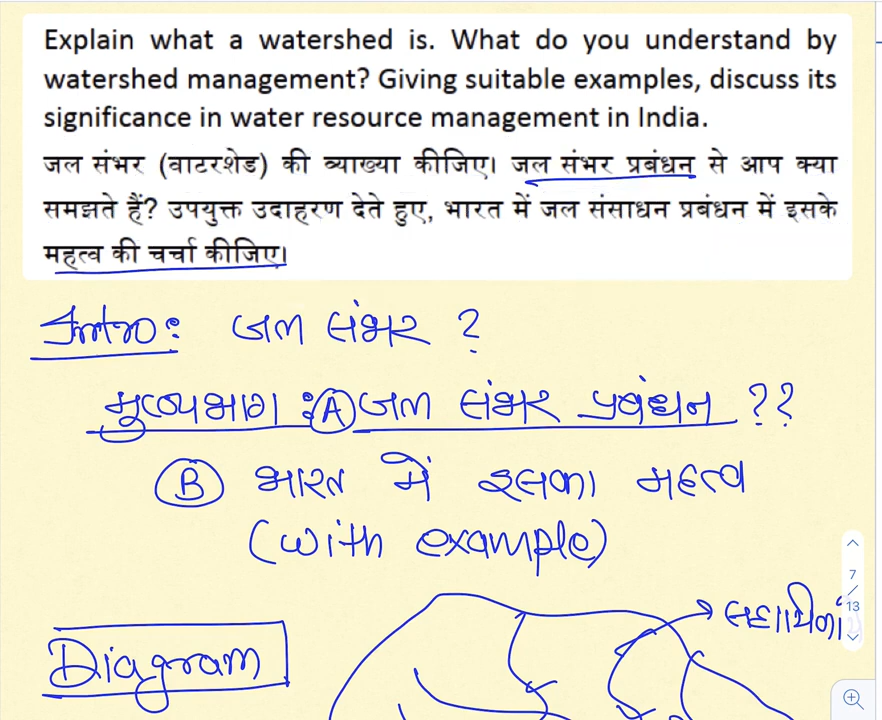 Explain what a watershed is. What do you understand by
watershed management? Giving suitable examples, discuss its
significance in water resource management in India.
जल संभर (वाटरशेड) की व्याख्या कीजिए। जल संभर प्रबंधन से आप क्या
समझते हैं? उपयुक्त उदाहरण देते हुए, भारत में जल संसाधन प्रबंधन में इसके
महत्व की चर्चा कीजिए।
Intro: जल संभर ?
मुख्य भाग : (A) जल संभर प्रबंधन ??
(B) भारत में इसका महत्व
(with example)
7
/
13
Diagram